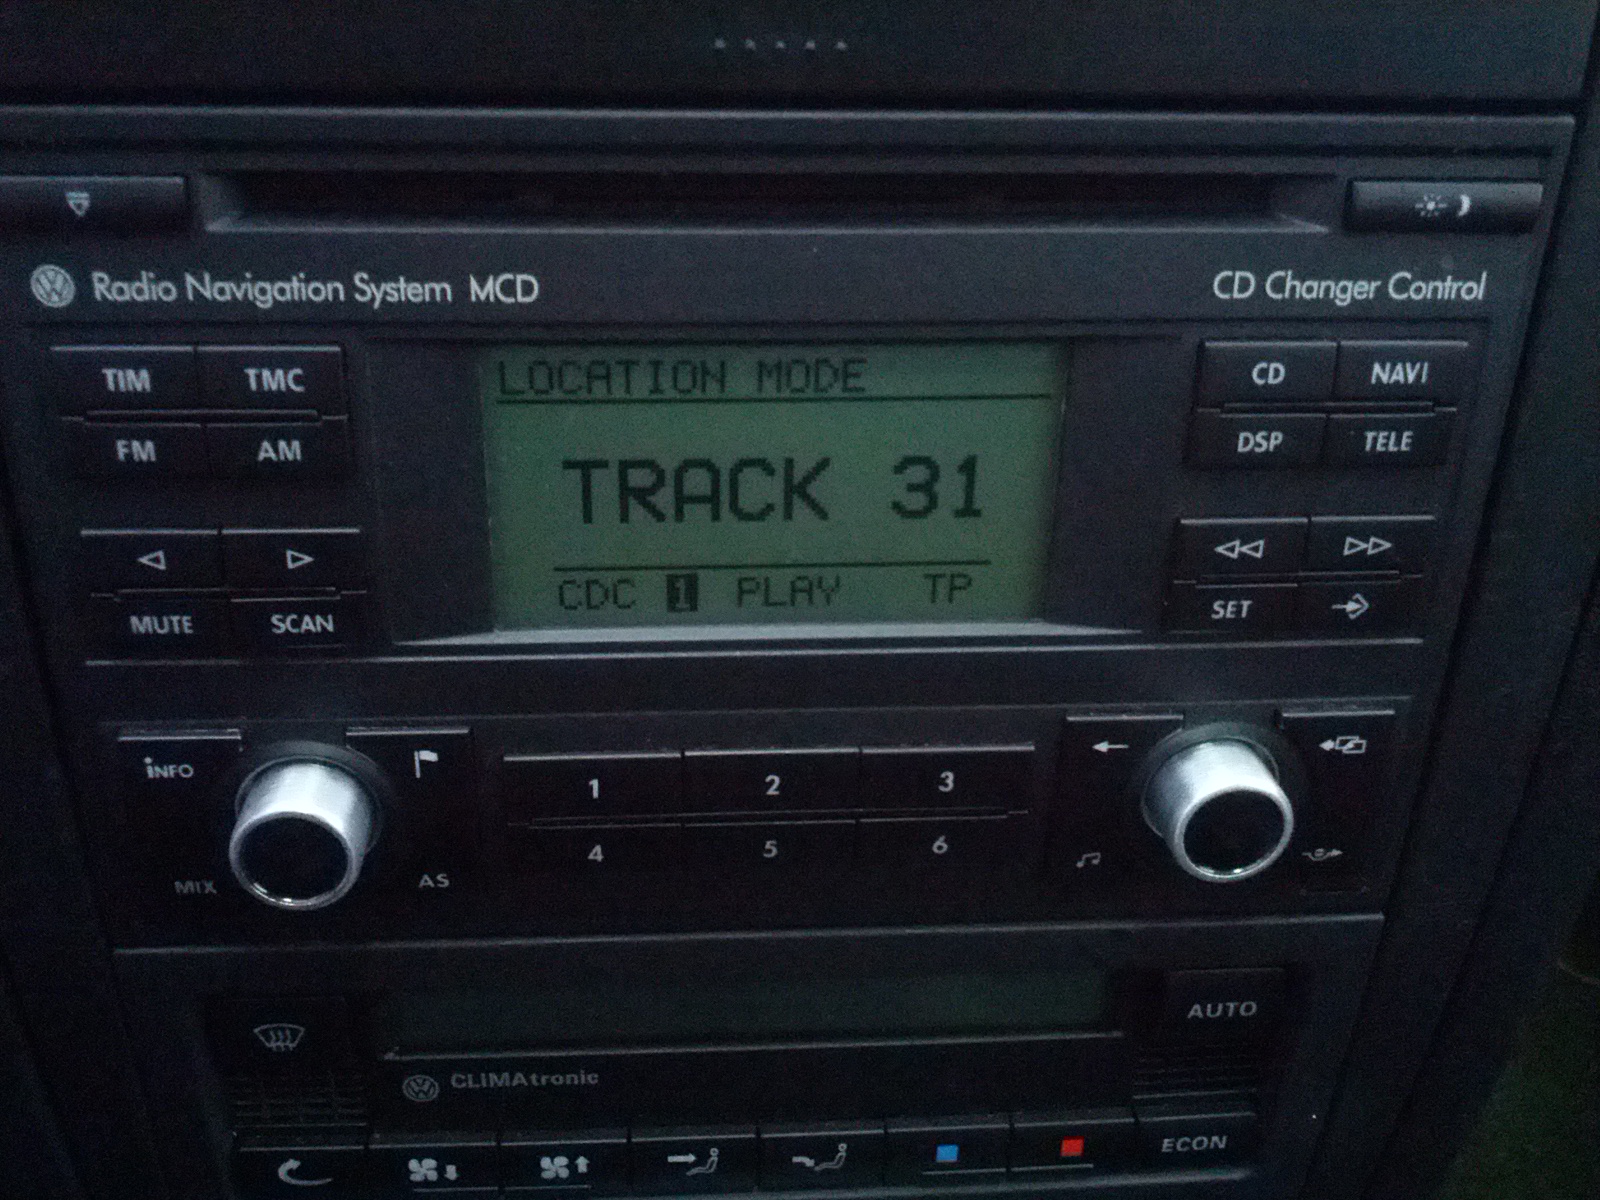 Radio Navigation System MCD
CD Changer Control
TIM TMC
FM AM
LOCATION MODE
TRACK 31
CDC 1 PLAY TP
CD NAVI
DSP TELE
MUTE SCAN
SET
iNFO
MIX
AS
1 2 3
4 5 6
AUTO
CLIMAtronic
ECON